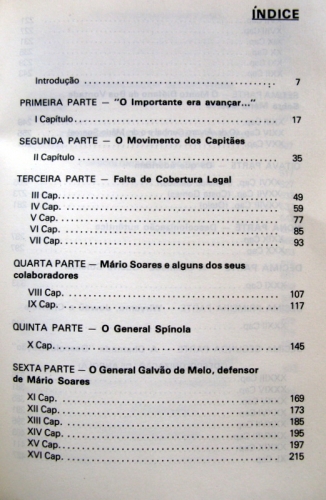 ÍNDICE
Introdução 7
PRIMEIRA PARTE — "O Importante era avançar..."
I Capítulo 17
SEGUNDA PARTE — O Movimento dos Capitães
II Capítulo 35
TERCEIRA PARTE — Falta de Cobertura Legal
III Cap. 49
IV Cap. 59
V Cap. 77
VI Cap. 85
VII Cap. 93
QUARTA PARTE — Mário Soares e alguns dos seus
colaboradores
VIII Cap. 107
IX Cap. 117
QUINTA PARTE — O General Spínola
X Cap. 145
SEXTA PARTE — O General Galvão de Melo, defensor
de Mário Soares
XI Cap. 169
XII Cap. 173
XIII Cap. 185
XIV Cap. 195
XV Cap. 197
XVI Cap. 215